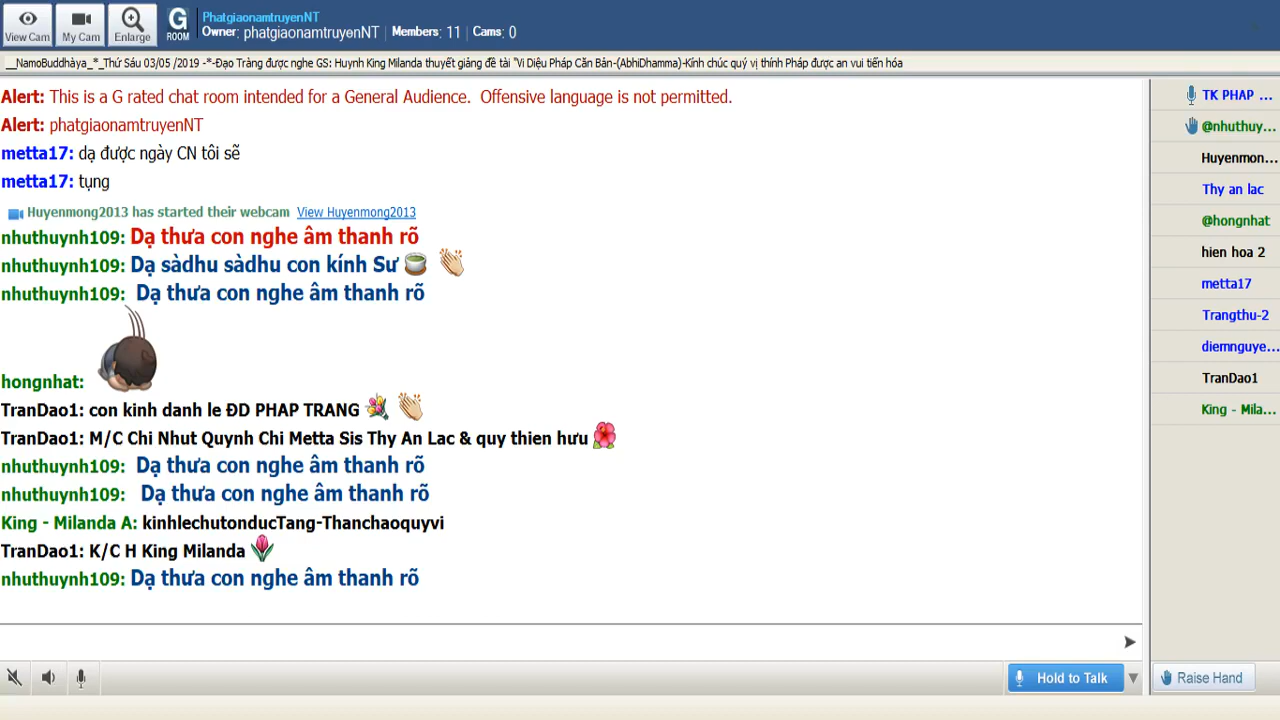 View Cam
My Cam
Enlarge
G
ROOM
PhatgiaonamtruyenNT
Owner: phatgiaonamtruyenNT Members: 11 Cams: 0
__NamoBuddhàya_*_Thứ Sáu 03/05 /2019 -*-Đạo Tràng được nghe GS: Huynh King Milanda thuyết giảng đề tài "Vi Diệu Pháp Căn Bản-(AbhiDhamma)-Kính chúc quý vị thính Pháp được an vui tiến hóa
Alert: This is a G rated chat room intended for a General Audience. Offensive language is not permitted.
Alert: phatgiaonamtruyenNT
metta17: dạ được ngày CN tôi sẽ
metta17: tụng
Huyenmong2013 has started their webcam View Huyenmong2013
nhuthuynh109: Dạ thưa con nghe âm thanh rõ
nhuthuynh109: Dạ sàdhu sàdhu con kính Sư
nhuthuynh109: Dạ thưa con nghe âm thanh rõ
hongnhat:
TranDao1: con kinh danh le ĐD PHAP TRANG
TranDao1: M/C Chi Nhut Quynh Chi Metta Sis Thy An Lac & quy thien hưu
nhuthuynh109: Dạ thưa con nghe âm thanh rõ
nhuthuynh109: Dạ thưa con nghe âm thanh rõ
King - Milanda A: kinhlechutonducTang-Thanchaoquyvi
TranDao1: K/C H King Milanda
nhuthuynh109: Dạ thưa con nghe âm thanh rõ
TK PHAP ...
@nhuthuy...
Huyenmon...
Thy an lac
@hongnhat
hien hoa 2
metta17
Trangthu-2
diemnguye...
TranDao1
King - Mila...
Hold to Talk
Raise Hand